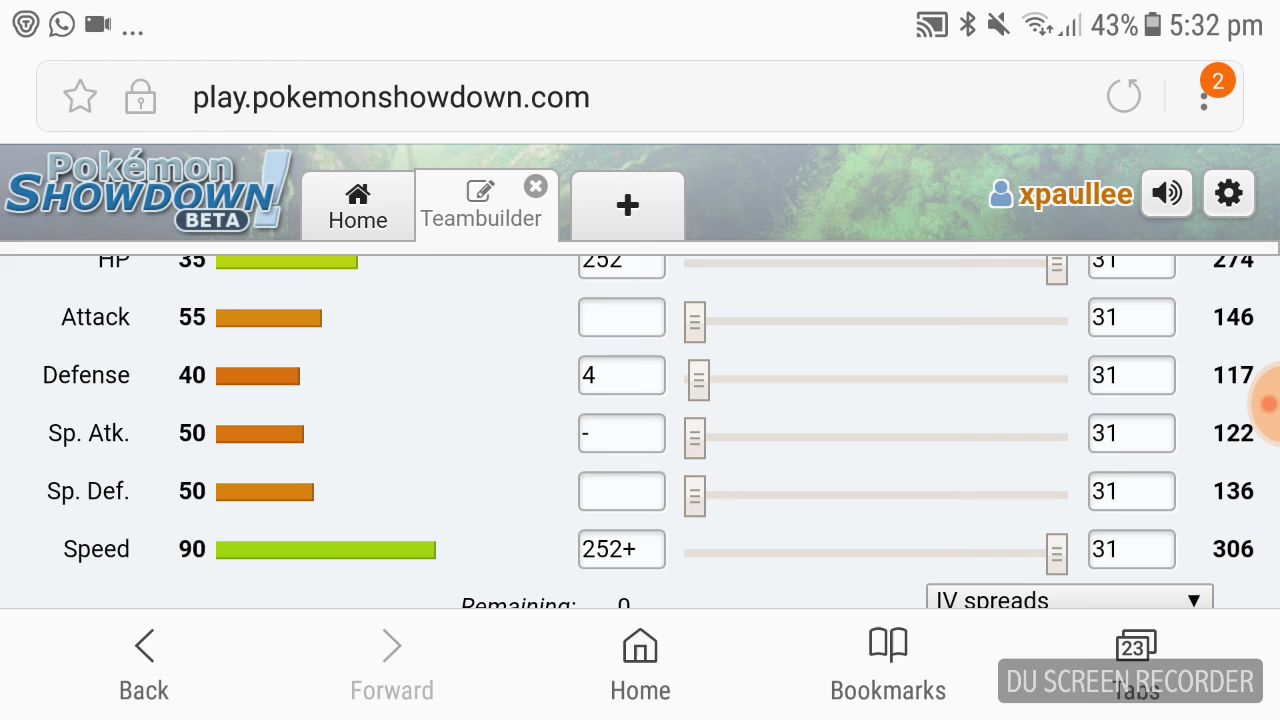 ... 43% 5:32 pm
play.pokemonshowdown.com 2
Pokémon
SHOWDOWN!
BETA
Home
Teambuilder
+
xpaullee
HP 35 252 31 274
Attack 55 31 146
Defense 40 4 31 117
Sp. Atk. 50 - 31 122
Sp. Def. 50 31 136
Speed 90 252+ 31 306
Remaining: 0 IV spreads
23
Back Forward Home Bookmarks Tabs
DU SCREEN RECORDER